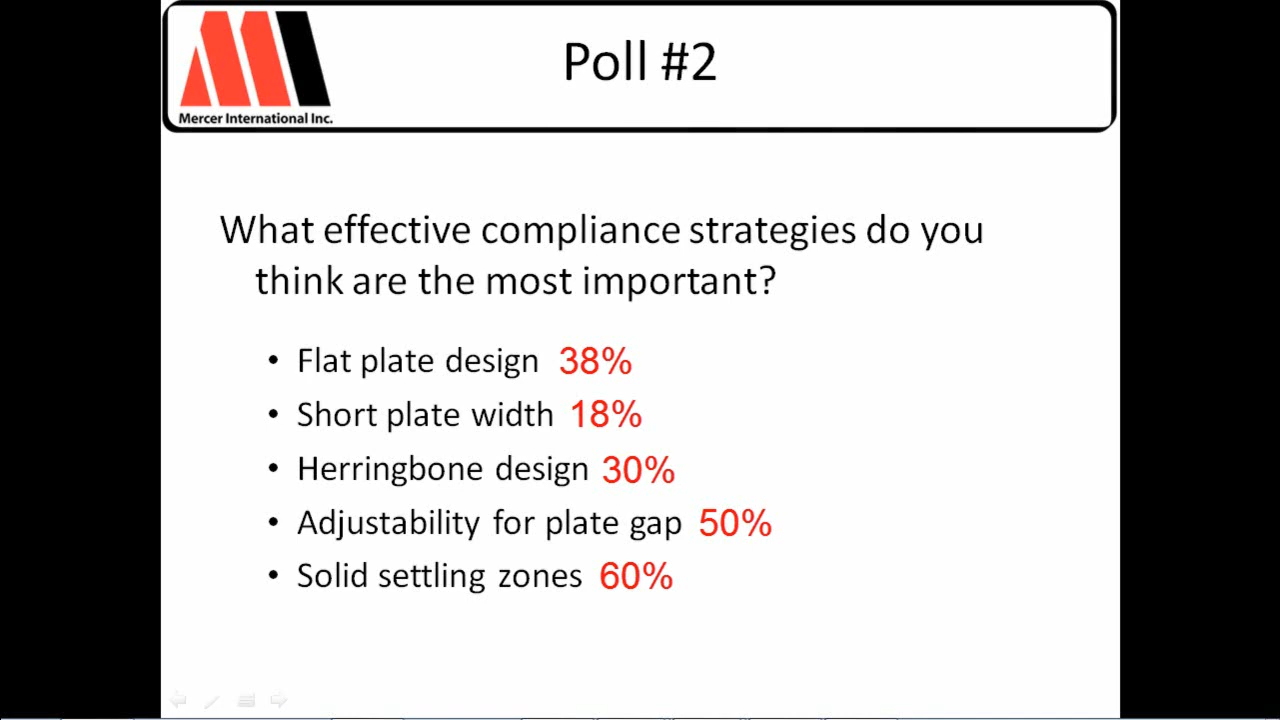 Mercer International Inc.
Poll #2
What effective compliance strategies do you
think are the most important?
• Flat plate design 38%
• Short plate width 18%
• Herringbone design 30%
• Adjustability for plate gap 50%
• Solid settling zones 60%